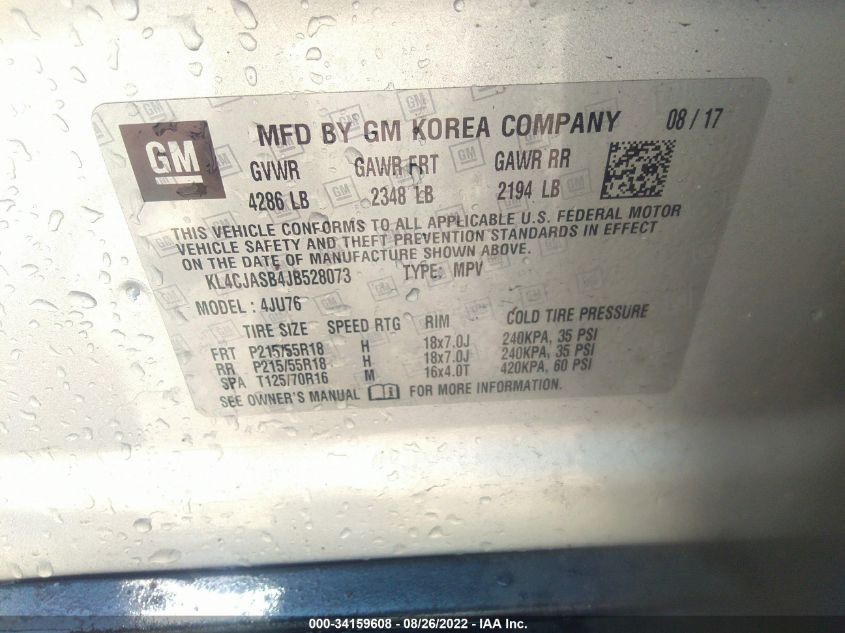 GM
MFD BY GM KOREA COMPANY 08 / 17
GVWR GAWR FRT GAWR RR
4286 LB 2348 LB 2194 LB
THIS VEHICLE CONFORMS TO ALL APPLICABLE U.S. FEDERAL MOTOR
VEHICLE SAFETY AND THEFT PREVENTION STANDARDS IN EFFECT
ON THE DATE OF MANUFACTURE SHOWN ABOVE.
KL4CJASB4JB528073 TYPE: MPV
MODEL : 4JU76
TIRE SIZE SPEED RTG RIM COLD TIRE PRESSURE
FRT P215/55R18 H 18x7.0J 240KPA, 35 PSI
RR P215/55R18 H 18x7.0J 240KPA, 35 PSI
SPA T125/70R16 M 16x4.0T 420KPA, 60 PSI
SEE OWNER'S MANUAL FOR MORE INFORMATION.
000-34159608 - 08/26/2022 - IAA Inc.